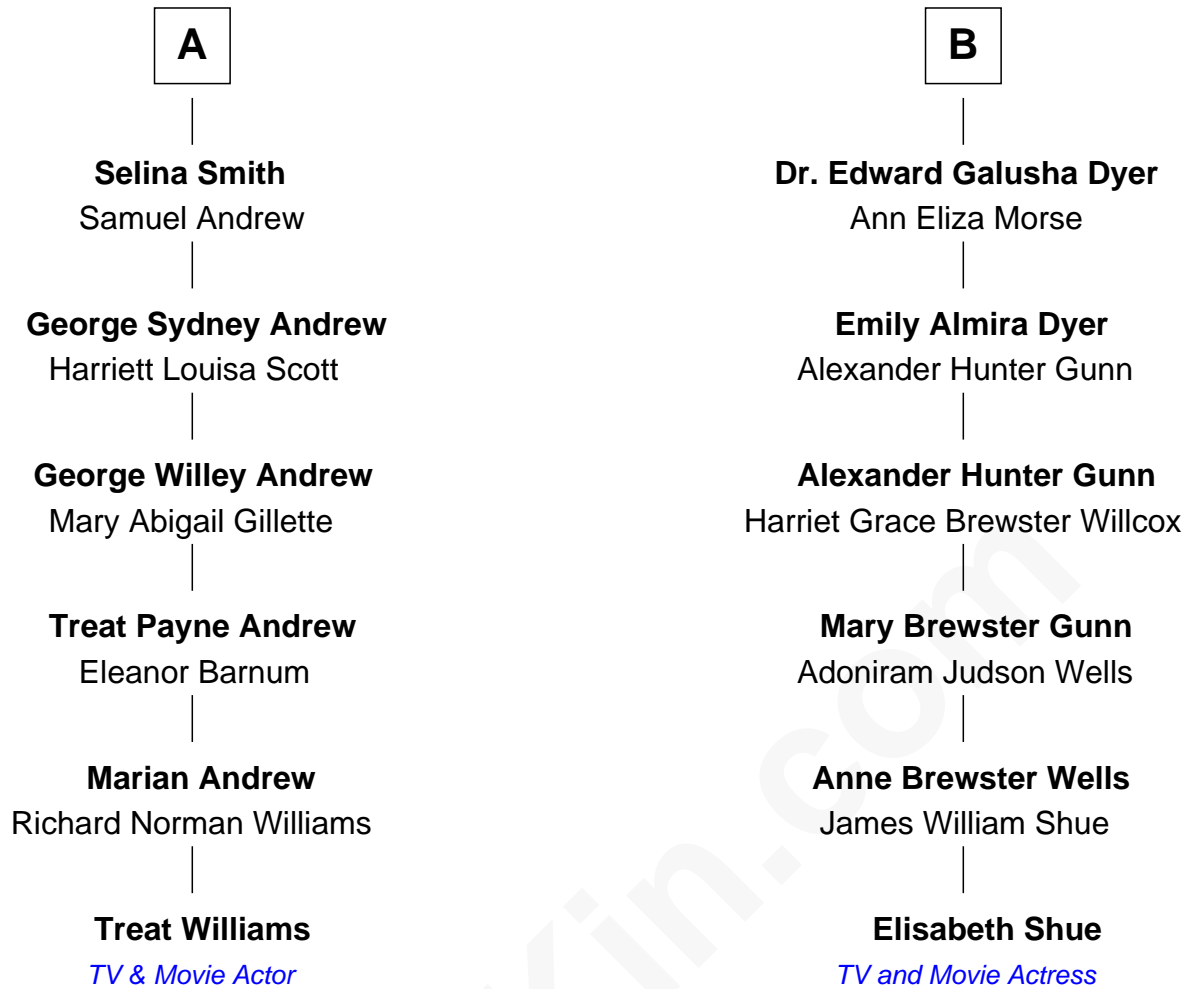 A
Selina Smith
Samuel Andrew
George Sydney Andrew
Harriett Louisa Scott
George Willey Andrew
Mary Abigail Gillette
Treat Payne Andrew
Eleanor Barnum
Marian Andrew
Richard Norman Williams
Treat Williams
TV & Movie Actor
B
Dr. Edward Galusha Dyer
Ann Eliza Morse
Emily Almira Dyer
Alexander Hunter Gunn
Alexander Hunter Gunn
Harriet Grace Brewster Willcox
Mary Brewster Gunn
Adoniram Judson Wells
Anne Brewster Wells
James William Shue
Elisabeth Shue
TV and Movie Actress
Kin.com